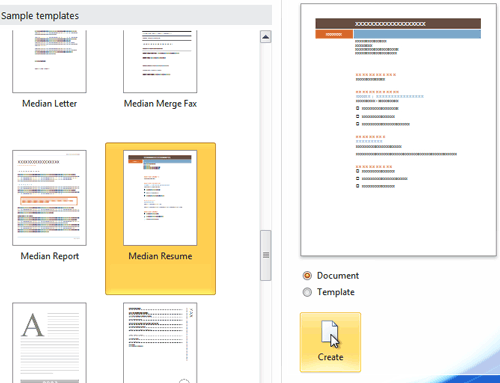 Sample templates
Median Letter
Median Merge Fax
Median Report
Median Resume
A
Document
Template
Create